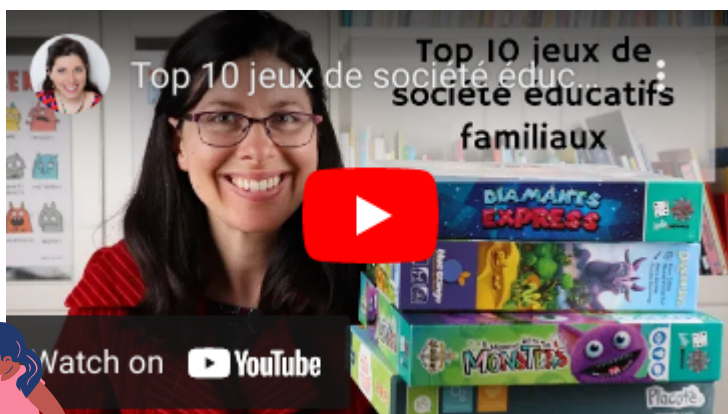 Top 10 jeux de société éduc...
Top 10 jeux de
société éducatifs
familiaux
DIAMANTS
EXPRESS
MONSTERS
Placote
Watch on YouTube